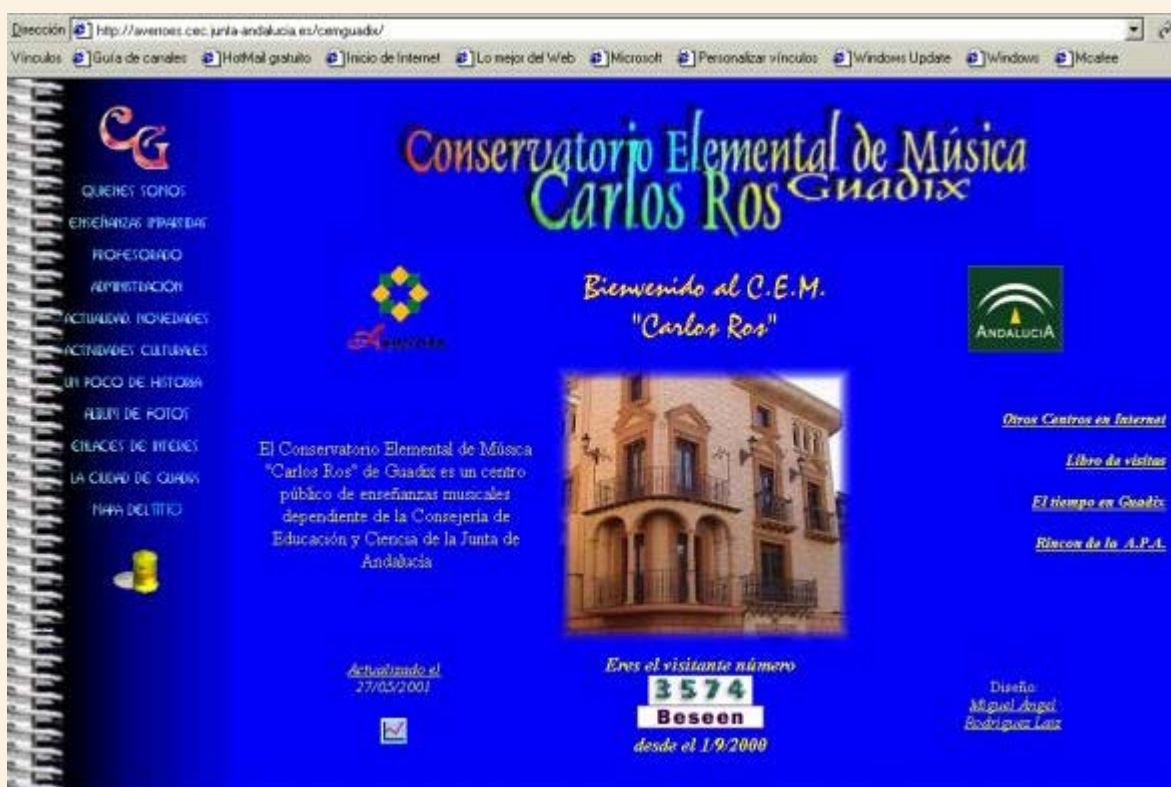 Dirección http://averroes.cec.junta-andalucia.es/cemguadix/
Vínculos Guía de canales HotMail gratuito Inicio de Internet Lo mejor del Web Microsoft Personalizar vínculos Windows Update Windows Mcafee
CG
QUIENES SOMOS
ENSEÑANZAS IMPARTIDAS
PROFESORADO
ADMINISTRACIÓN
ACTUALIDAD. NOVEDADES
ACTIVIDADES CULTURALES
UN POCO DE HISTORIA
ALBUM DE FOTOS
ENLACES DE INTERES
LA CIUDAD DE GUADIX
MAPA DEL SITIO
Conservatorio Elemental de Música
Carlos Ros Guadix
Averroes
Bienvenido al C.E.M.
"Carlos Ros"
ANDALUCIA
El Conservatorio Elemental de Música
"Carlos Ros" de Guadix es un centro
público de enseñanzas musicales
dependiente de la Consejería de
Educación y Ciencia de la Junta de
Andalucía
Otros Centros en Internet
Libro de visitas
El tiempo en Guadix
Rincon de la A.P.A.
Actualizado el
27/05/2001
Eres el visitante número
3574
Beseen
desde el 1/9/2000
Diseño:
Miguel Angel
Rodríguez Laiz